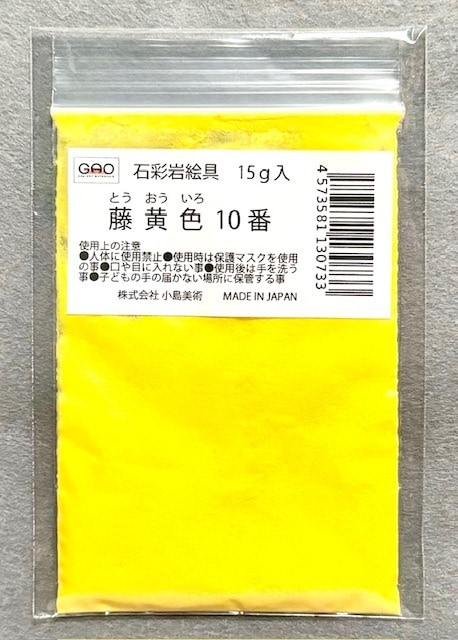 GAO
石彩岩絵具 15g入
とう おう いろ
藤黄色10番
使用上の注意
●人体に使用禁止●使用時は保護マスクを使用
の事●口や目に入れない事●使用後は手を洗う
事●子どもの手の届かない場所に保管する事
株式会社 小島美術 MADE IN JAPAN
4573581130733